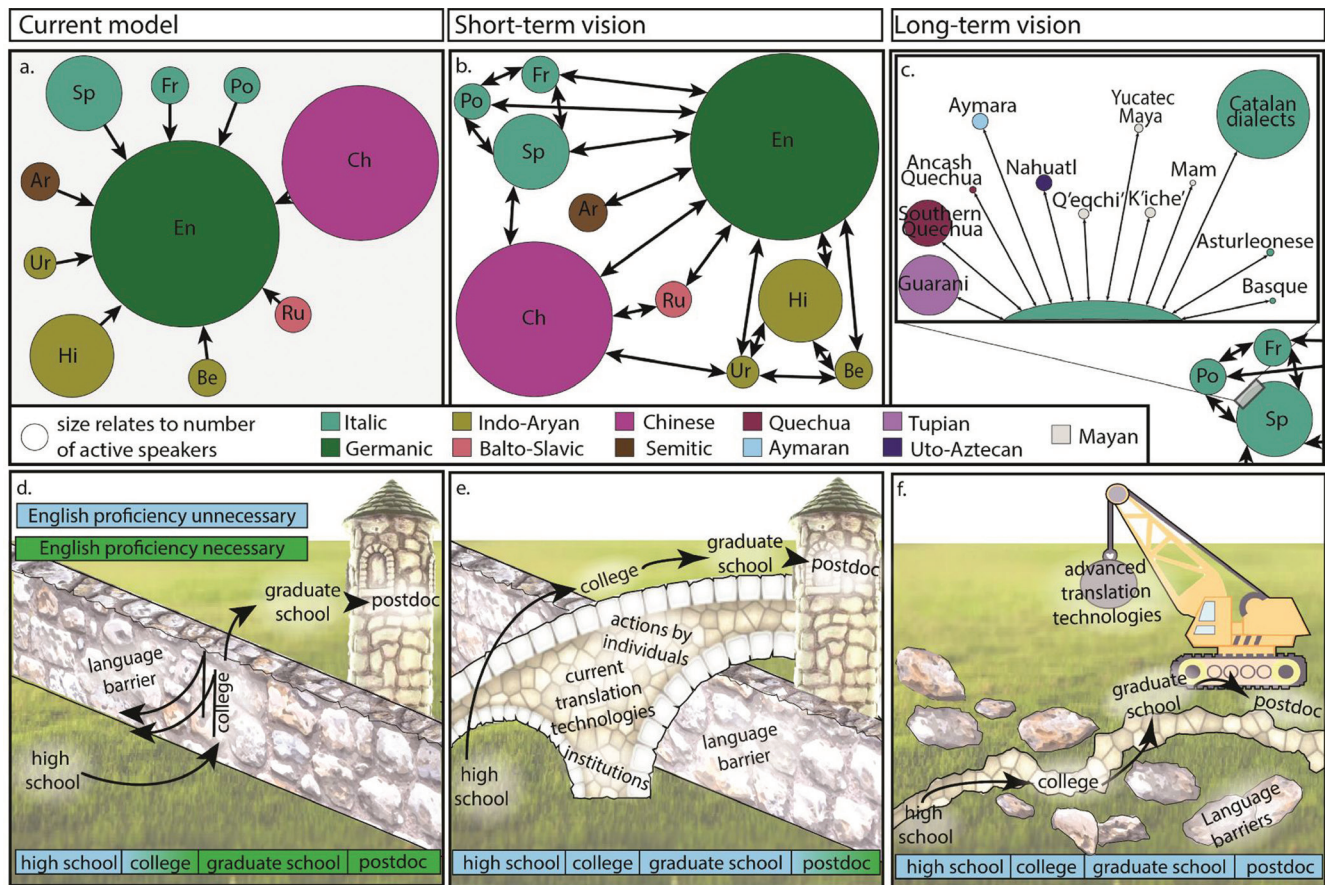 Current model
Short-term vision
Long-term vision
a.
Sp
Fr
Po
Ch
Ar
En
Ur
Hi
Be
Ru
b.
Fr
Po
En
Sp
Ar
Ch
Ru
Hi
Ur
Be
c.
Aymara
Yucatec
Maya
Catalan
dialects
Ancash
Quechua
Nahuatl
Mam
Q'eqchi'
K'iche'
Southern
Quechua
Asturleonese
Guarani
Basque
Fr
Po
Sp
size relates to number
of active speakers
Italic
Indo-Aryan
Chinese
Quechua
Tupian
Mayan
Germanic
Balto-Slavic
Semitic
Aymaran
Uto-Aztecan
d.
English proficiency unnecessary
English proficiency necessary
graduate
school
postdoc
language
barrier
college
high
school
high school
college
graduate school
postdoc
e.
graduate
school
college
postdoc
actions by
individuals
current
translation
technologies
institutions
language
barrier
high
school
high school
college
graduate school
postdoc
f.
advanced
translation
technologies
graduate
school
postdoc
college
high
school
Language
barriers
high school
college
graduate school
postdoc